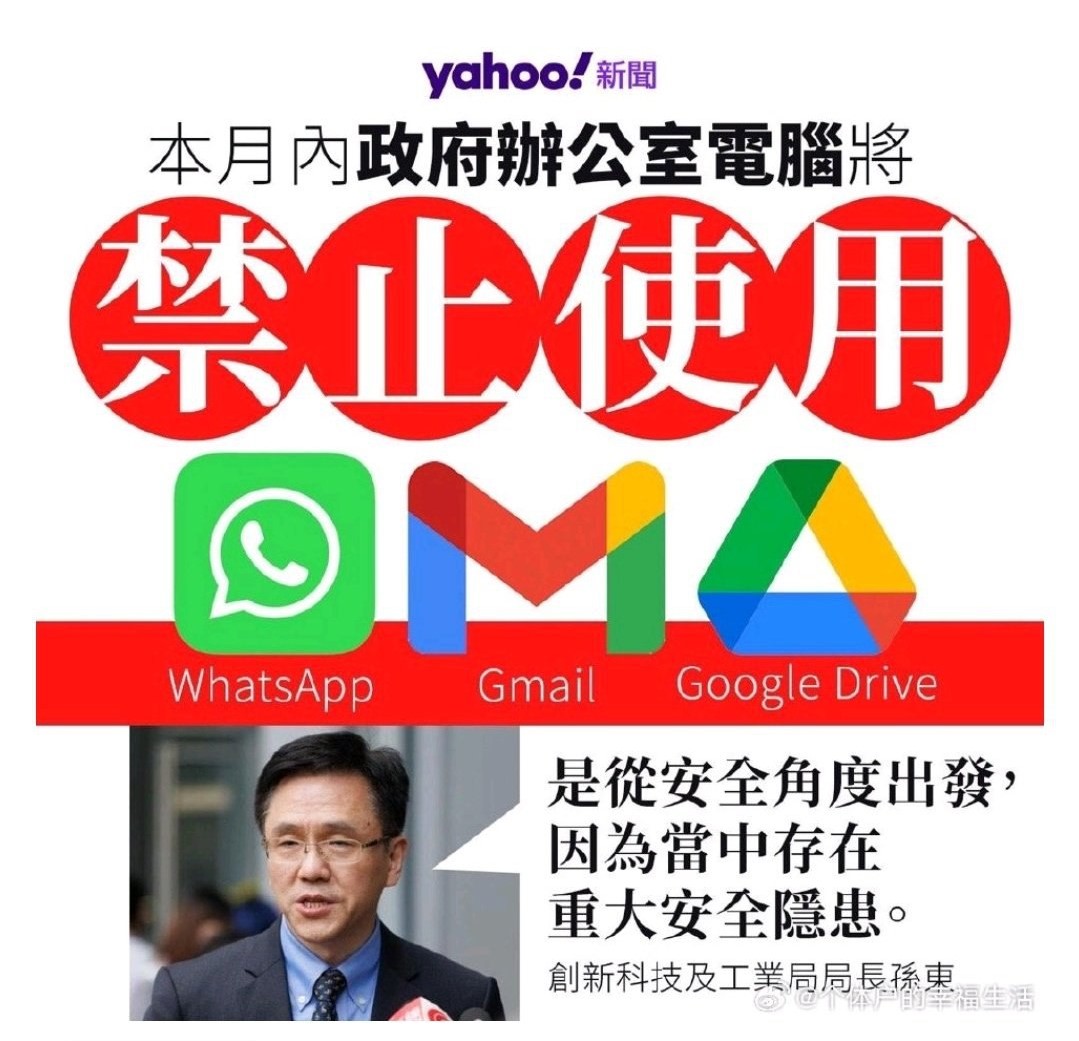 yahoo!新聞
本月內政府辦公室電腦將
禁止使用
WhatsApp Gmail Google Drive
是從安全角度出發，
因為當中存在
重大安全隱患。
創新科技及工業局局長孫東
@个体户的幸福生活